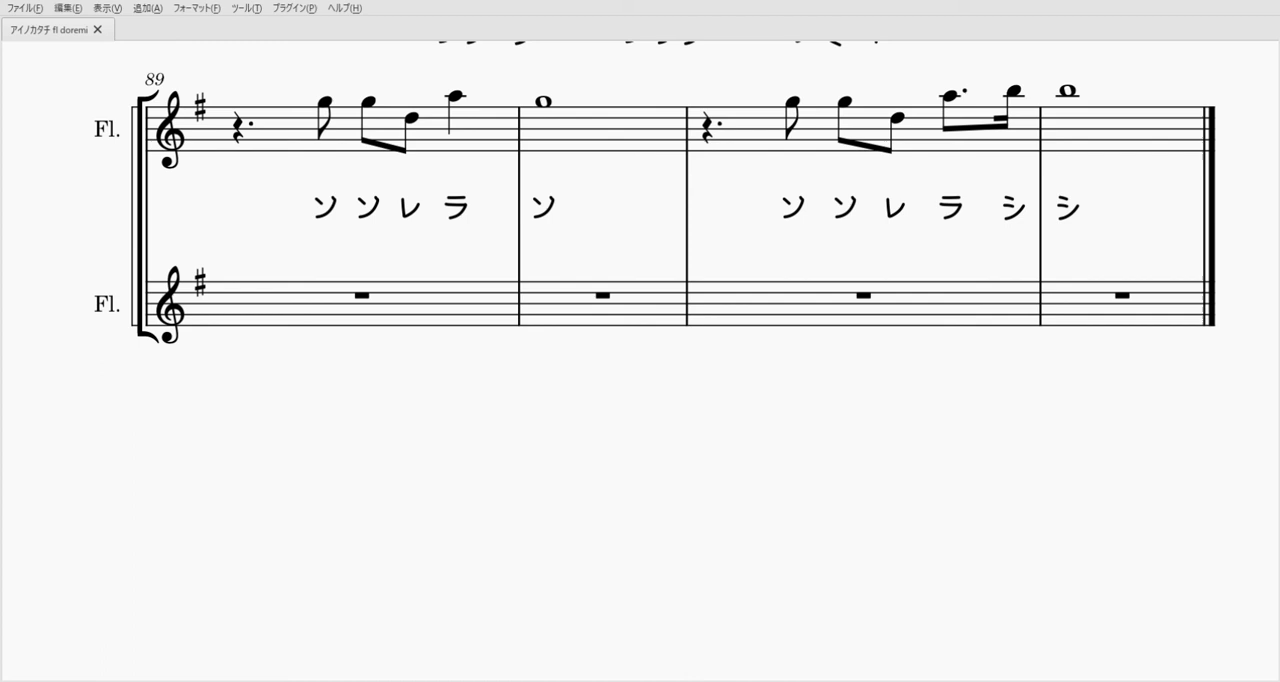 ファイル(F) 編集(E) 表示(V) 追加(A) フォーマット(F) ツール(T) プラグイン(P) ヘルプ(H)
アイノカタチ fl doremi
89
Fl.
ソ ソ レ ラ ソ ソ ソ レ ラ シ シ
Fl.